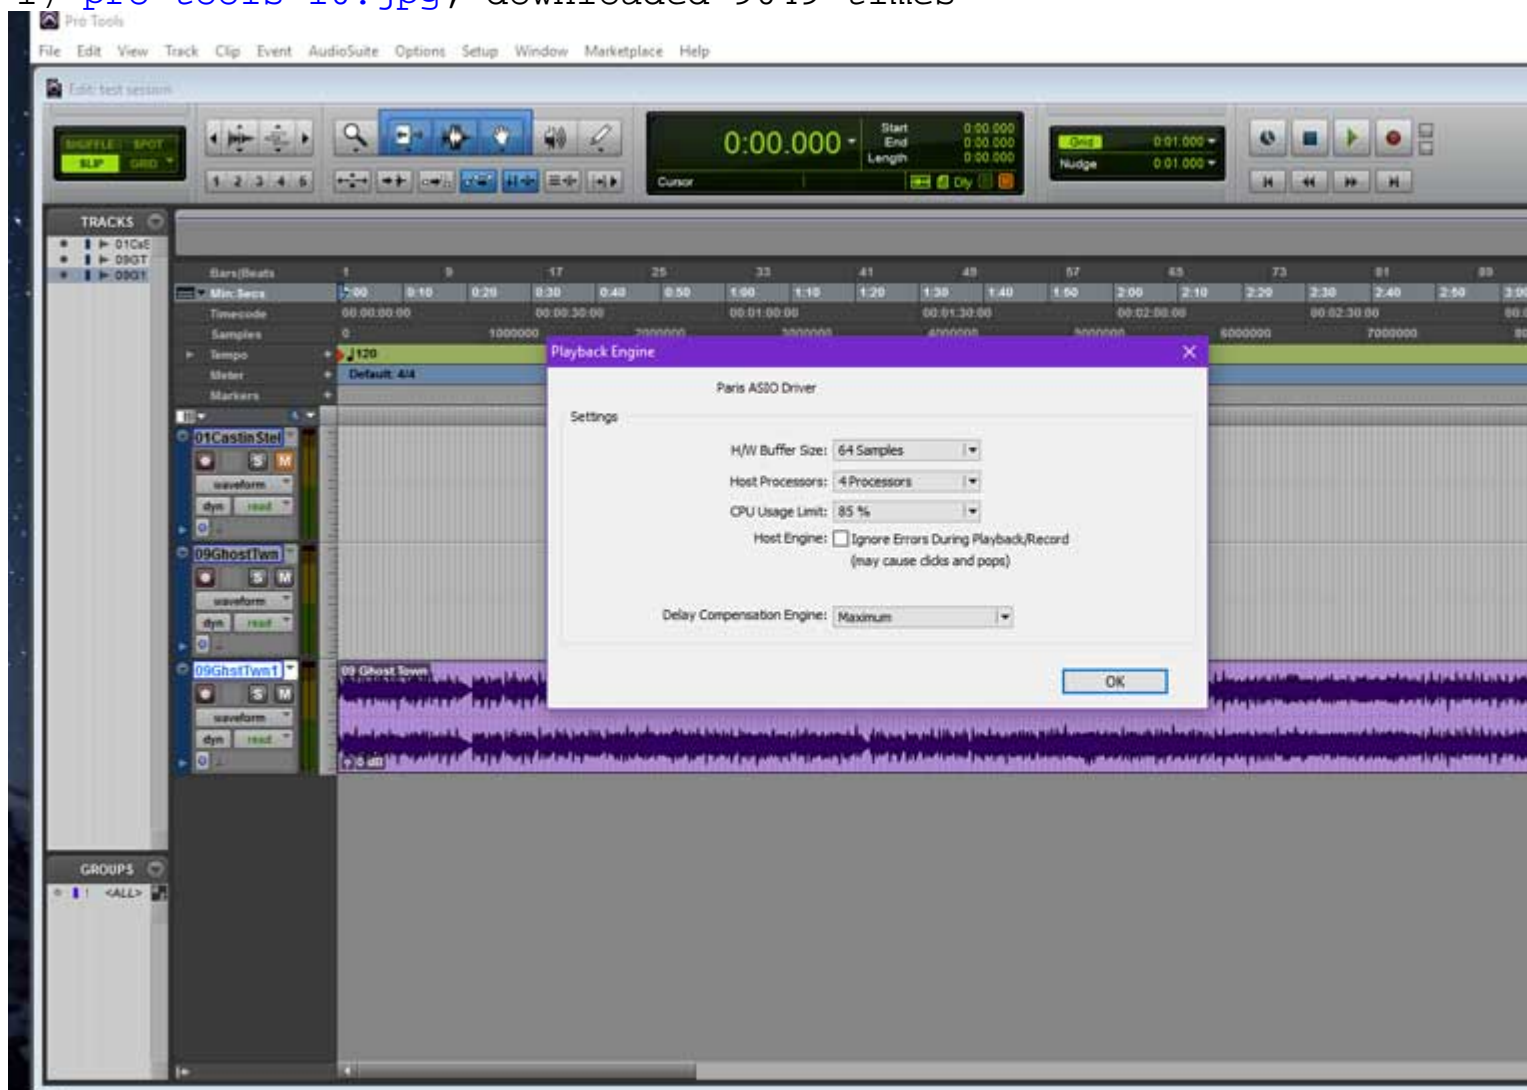 Pro Tools
File Edit View Track Clip Event AudioSuite Options Setup Window Marketplace Help
Edit: test session
SHUFFLE SPOT
SLIP GRID
1 2 3 4 5
0:00.000
Start 0:00.000
End 0:00.000
Length 0:00.000
Cursor
Dly
Grid 0:01.000
Nudge 0:01.000
TRACKS
01CsS
09GT
09GT
Bars|Beats 1 9 17 25 33 41 49 57 65 73 81 89
Min:Secs 0:00 0:10 0:20 0:30 0:40 0:50 1:00 1:10 1:20 1:30 1:40 1:50 2:00 2:10 2:20 2:30 2:40 2:50 3:00
Timecode 00:00:00:00 00:00:30:00 00:01:00:00 00:01:30:00 00:02:00:00 00:02:30:00
Samples 0 1000000 2000000 3000000 4000000 5000000 6000000 7000000
Tempo 120
Meter Default: 4/4
Markers
Playback Engine
Paris ASIO Driver
Settings
H/W Buffer Size: 64 Samples
Host Processors: 4 Processors
CPU Usage Limit: 85 %
Host Engine: Ignore Errors During Playback/Record
(may cause clicks and pops)
Delay Compensation Engine: Maximum
OK
01CastinStel
S M
waveform
dyn read
09GhostTwn
S M
waveform
dyn read
09GhstTwn1
S M
waveform
dyn read
09 Ghost Town
0 dB
GROUPS
! <ALL>